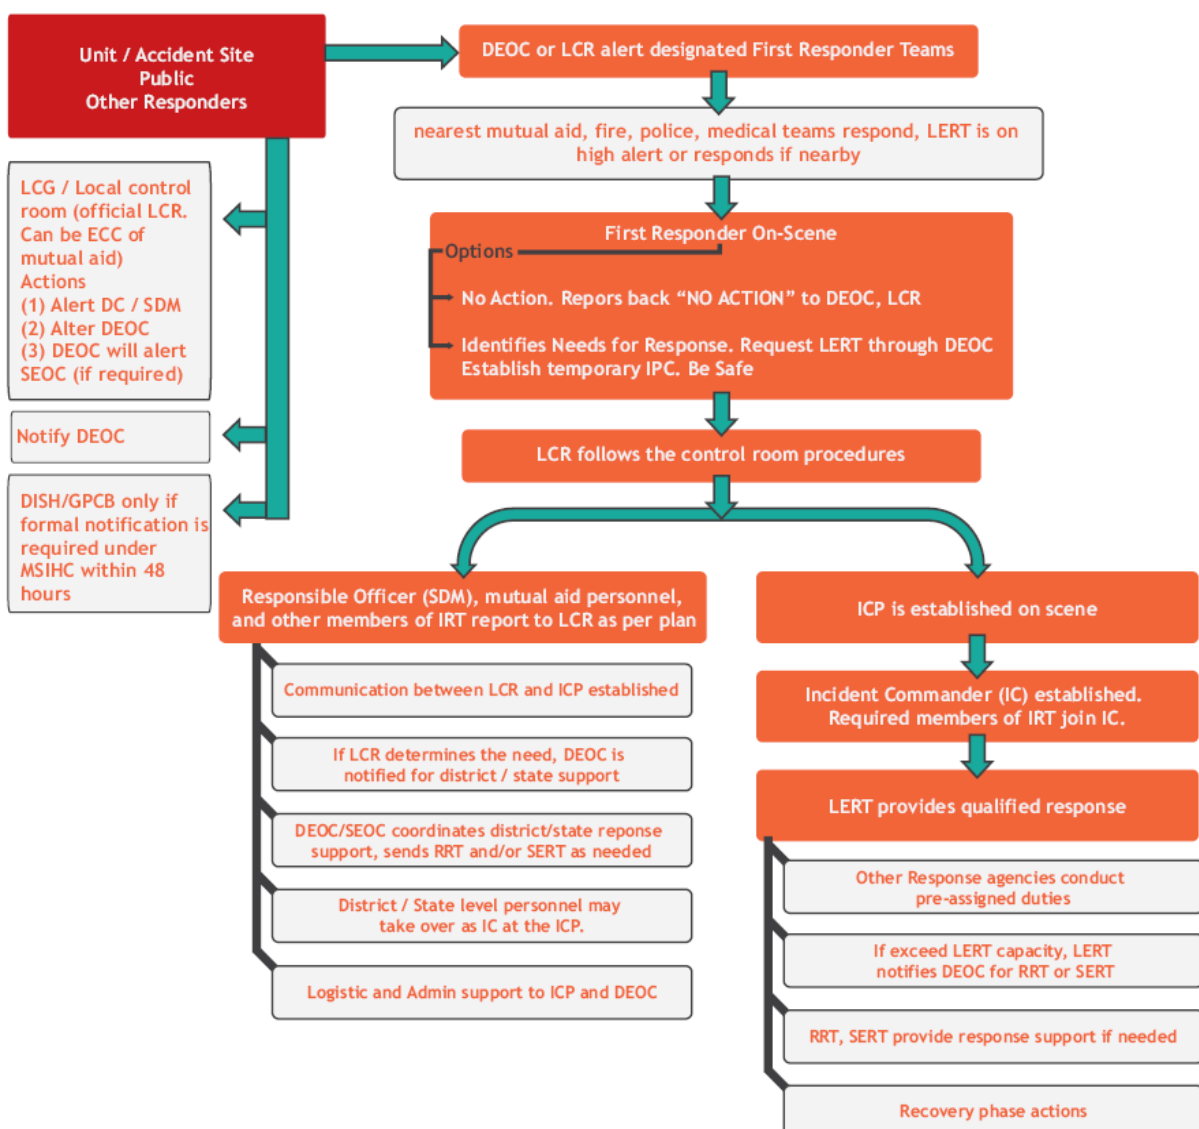 Unit / Accident Site
Public
Other Responders
DEOC or LCR alert designated First Responder Teams
nearest mutual aid, fire, police, medical teams respond, LERT is on
high alert or responds if nearby
LCG / Local control
room (official LCR.
Can be ECC of
mutual aid)
Actions
(1) Alert DC / SDM
(2) Alter DEOC
(3) DEOC will alert
SEOC (if required)
Notify DEOC
DISH/GPCB only if
formal notification is
required under
MSIHC within 48
hours
First Responder On-Scene
Options
No Action. Repors back “NO ACTION” to DEOC, LCR
Identifies Needs for Response. Request LERT through DEOC
Establish temporary IPC. Be Safe
LCR follows the control room procedures
Responsible Officer (SDM), mutual aid personnel,
and other members of IRT report to LCR as per plan
Communication between LCR and ICP established
If LCR determines the need, DEOC is
notified for district / state support
DEOC/SEOC coordinates district/state reponse
support, sends RRT and/or SERT as needed
District / State level personnel may
take over as IC at the ICP.
Logistic and Admin support to ICP and DEOC
ICP is established on scene
Incident Commander (IC) established.
Required members of IRT join IC.
LERT provides qualified response
Other Response agencies conduct
pre-assigned duties
If exceed LERT capacity, LERT
notifies DEOC for RRT or SERT
RRT, SERT provide response support if needed
Recovery phase actions